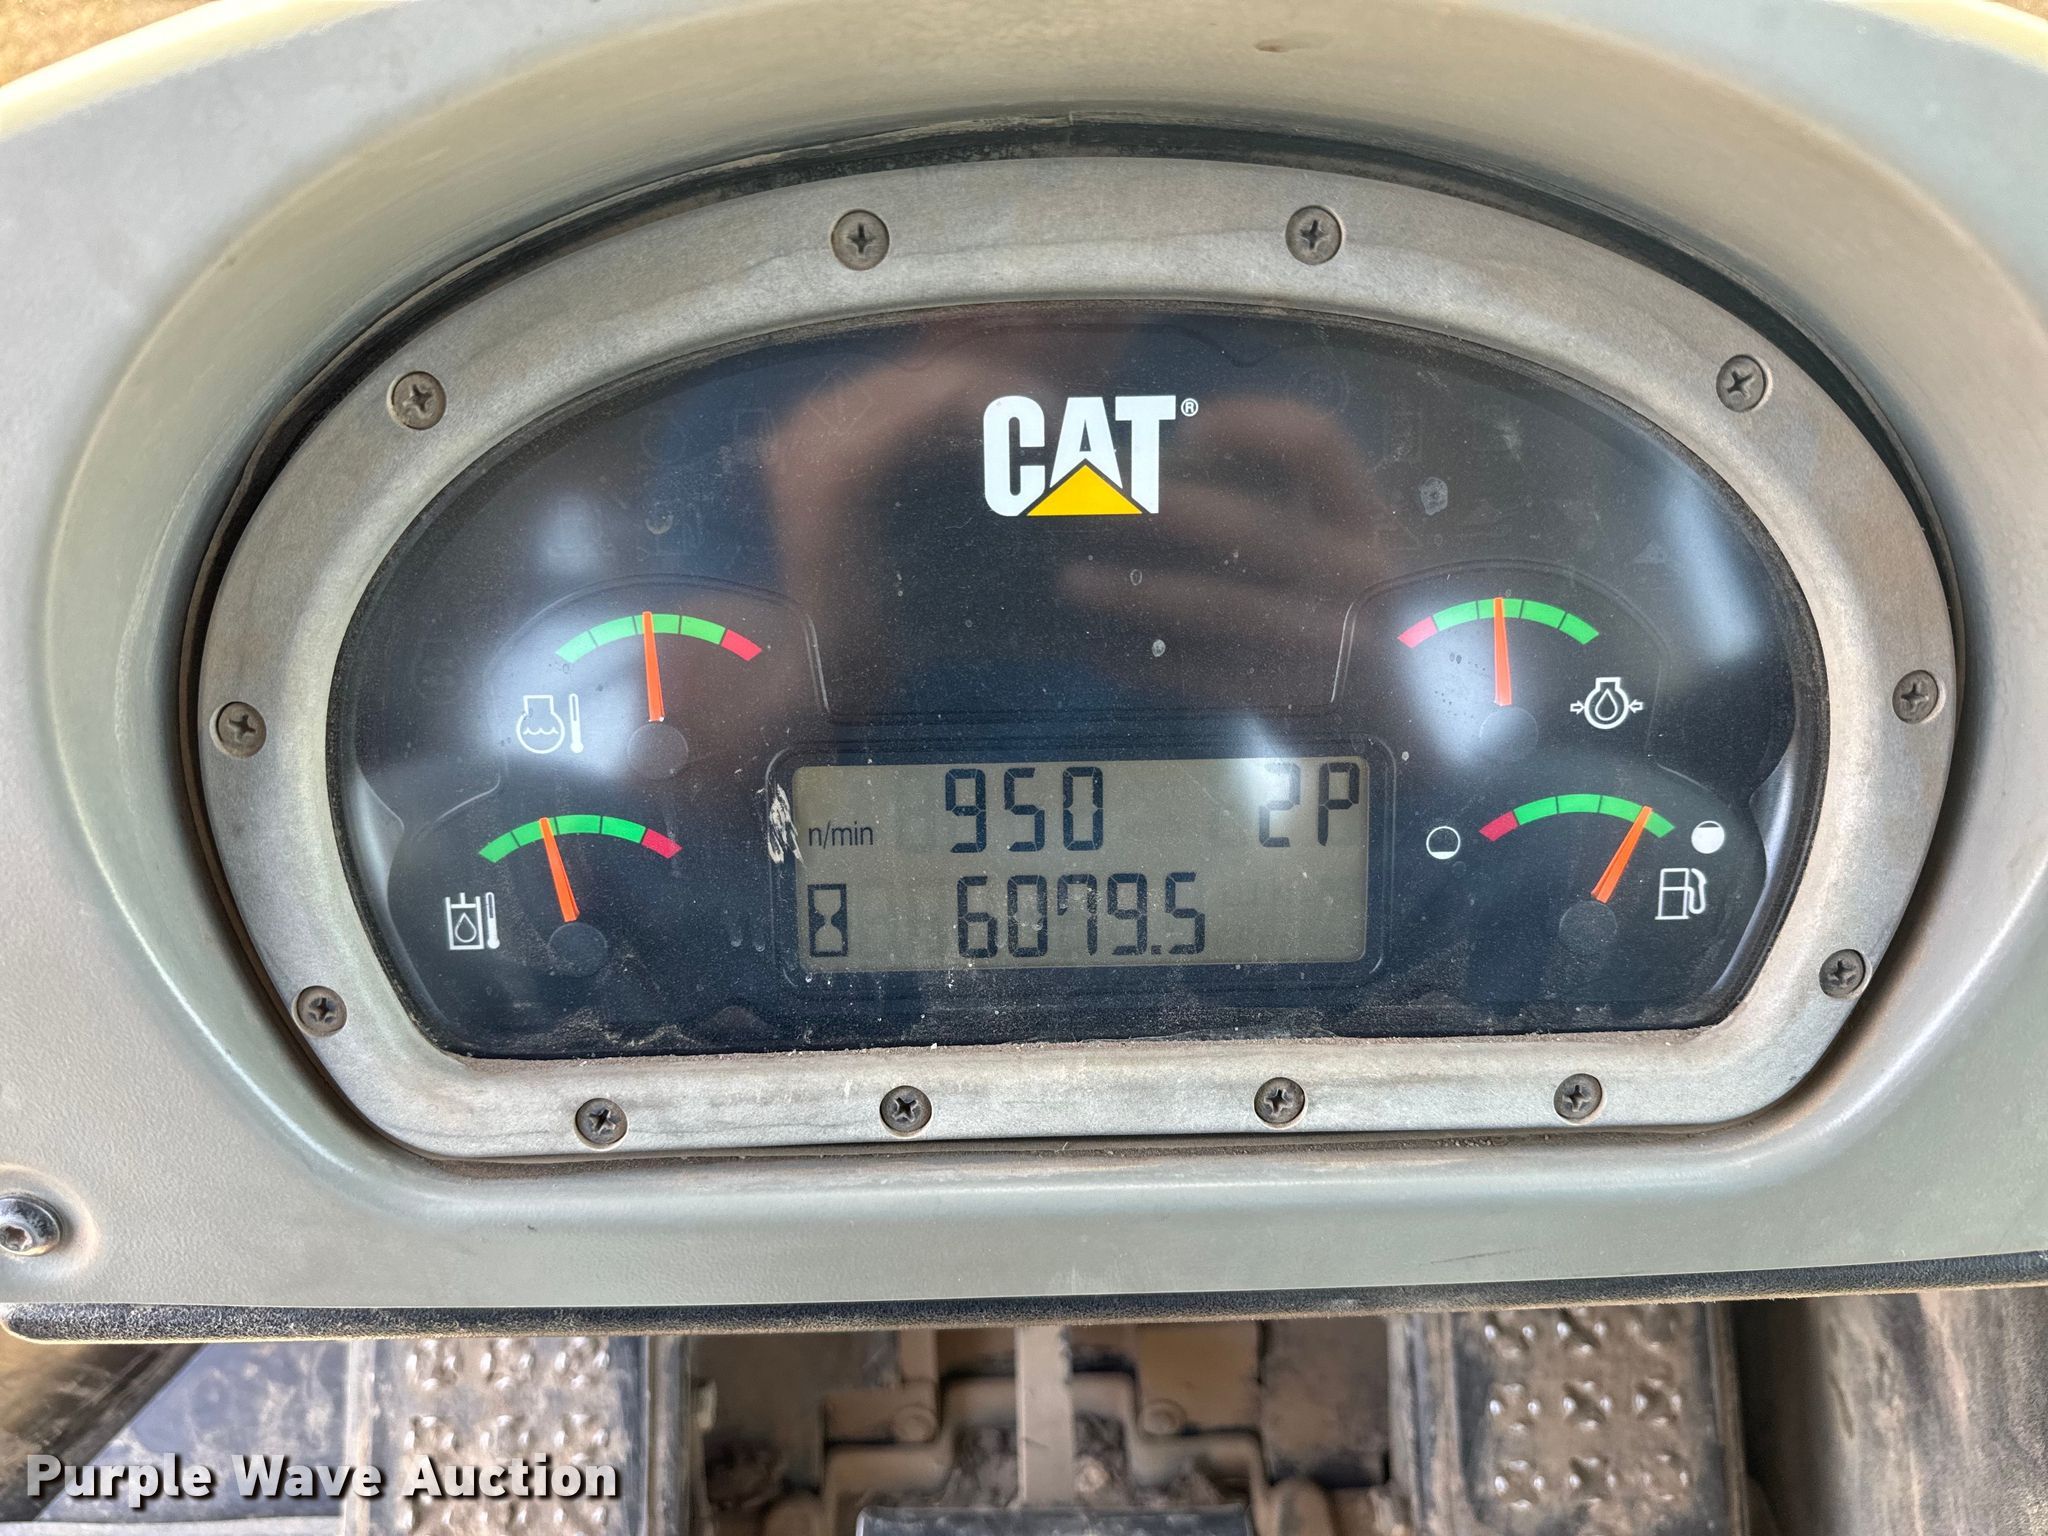 CAT®
n/min 950 2P
6079.5
Purple Wave Auction